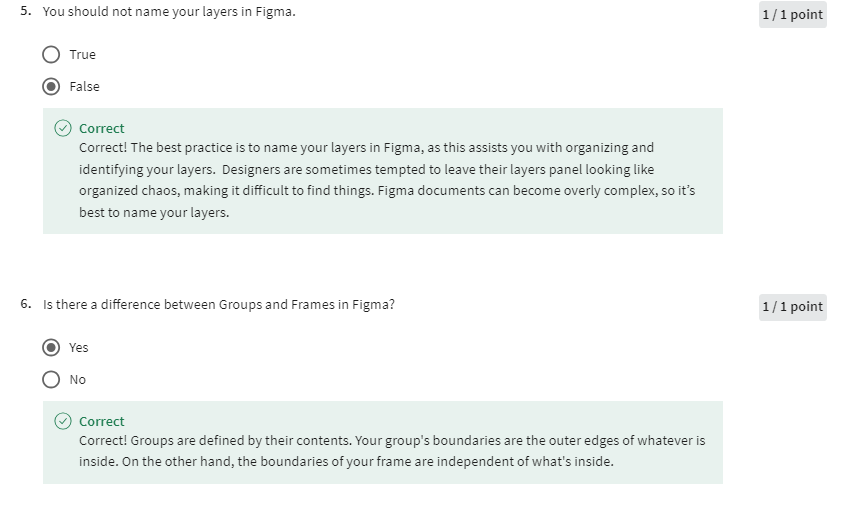 5. You should not name your layers in Figma.
1 / 1 point
True
False
Correct
Correct! The best practice is to name your layers in Figma, as this assists you with organizing and
identifying your layers.  Designers are sometimes tempted to leave their layers panel looking like
organized chaos, making it difficult to find things. Figma documents can become overly complex, so it’s
best to name your layers.
6. Is there a difference between Groups and Frames in Figma?
1 / 1 point
Yes
No
Correct
Correct! Groups are defined by their contents. Your group's boundaries are the outer edges of whatever is
inside. On the other hand, the boundaries of your frame are independent of what's inside.